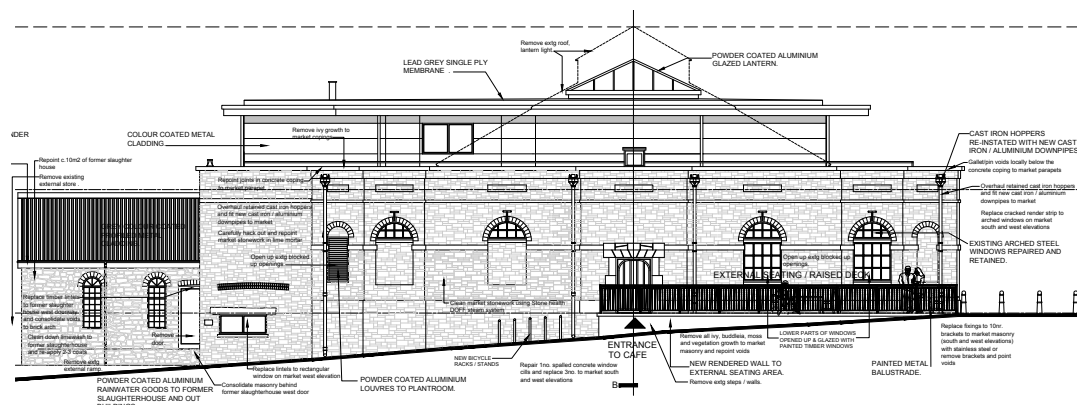 Remove extg roof,
lantern light.
POWDER COATED ALUMINIUM
GLAZED LANTERN.
LEAD GREY SINGLE PLY
MEMBRANE .
NDER
COLOUR COATED METAL
CLADDING
Remove ivy growth to
market copings
CAST IRON HOPPERS
RE-INSTATED WITH NEW CAST
IRON / ALUMINIUM DOWNPIPES
Gallet/pin voids locally below the
concrete coping to market parapets
Repoint c.10m2 of former slaughter
house
Remove existing
external store .
Repoint joints in concrete coping
to market parapet
Overhaul retained cast iron hoppers
and fit new cast iron / aluminium
downpipes to market
Overhaul retained cast iron hoppers
and fit new cast iron / aluminium
downpipes to market
Replace cracked render strip to
arched windows on market
south and west elevations
Carefully hack out and repoint
market stonework in lime mortar
Open up extg blocked
up openings
EXISTING ARCHED STEEL
WINDOWS REPAIRED AND
RETAINED.
Open up extg blocked up
openings.
EXTERNAL SEATING / RAISED DECK
Clean market stonework using Stone health
DOFF steam system
Replace timber lintels
to former slaughter
house west doorway
and consolidate voids
to brick arch
Clean down limewash to
former slaughterhouse
and re-apply 2-3 coats
Remove
door.
Remove extg
external ramp.
POWDER COATED ALUMINIUM
RAINWATER GOODS TO FORMER
SLAUGHTERHOUSE AND OUT
Replace lintels to rectangular
window on market west elevation
Consolidate masonry behind
former slaughterhouse west door
POWDER COATED ALUMINIUM
LOUVRES TO PLANTROOM.
NEW BICYCLE
RACKS / STANDS
Repair 1no. spalled concrete window
cills and replace 3no. to market south
and west elevations
ENTRANCE
TO CAFE
B
Remove all ivy, buddleia, moss
and vegetation growth to market
masonry and repoint voids
NEW RENDERED WALL TO
EXTERNAL SEATING AREA.
Remove extg steps / walls.
LOWER PARTS OF WINDOWS
OPENED UP & GLAZED WITH
PAINTED TIMBER WINDOWS
PAINTED METAL
BALUSTRADE.
Replace fixings to 10nr.
brackets to market masonry
(south and west elevations)
with stainless steel or
remove brackets and point
voids